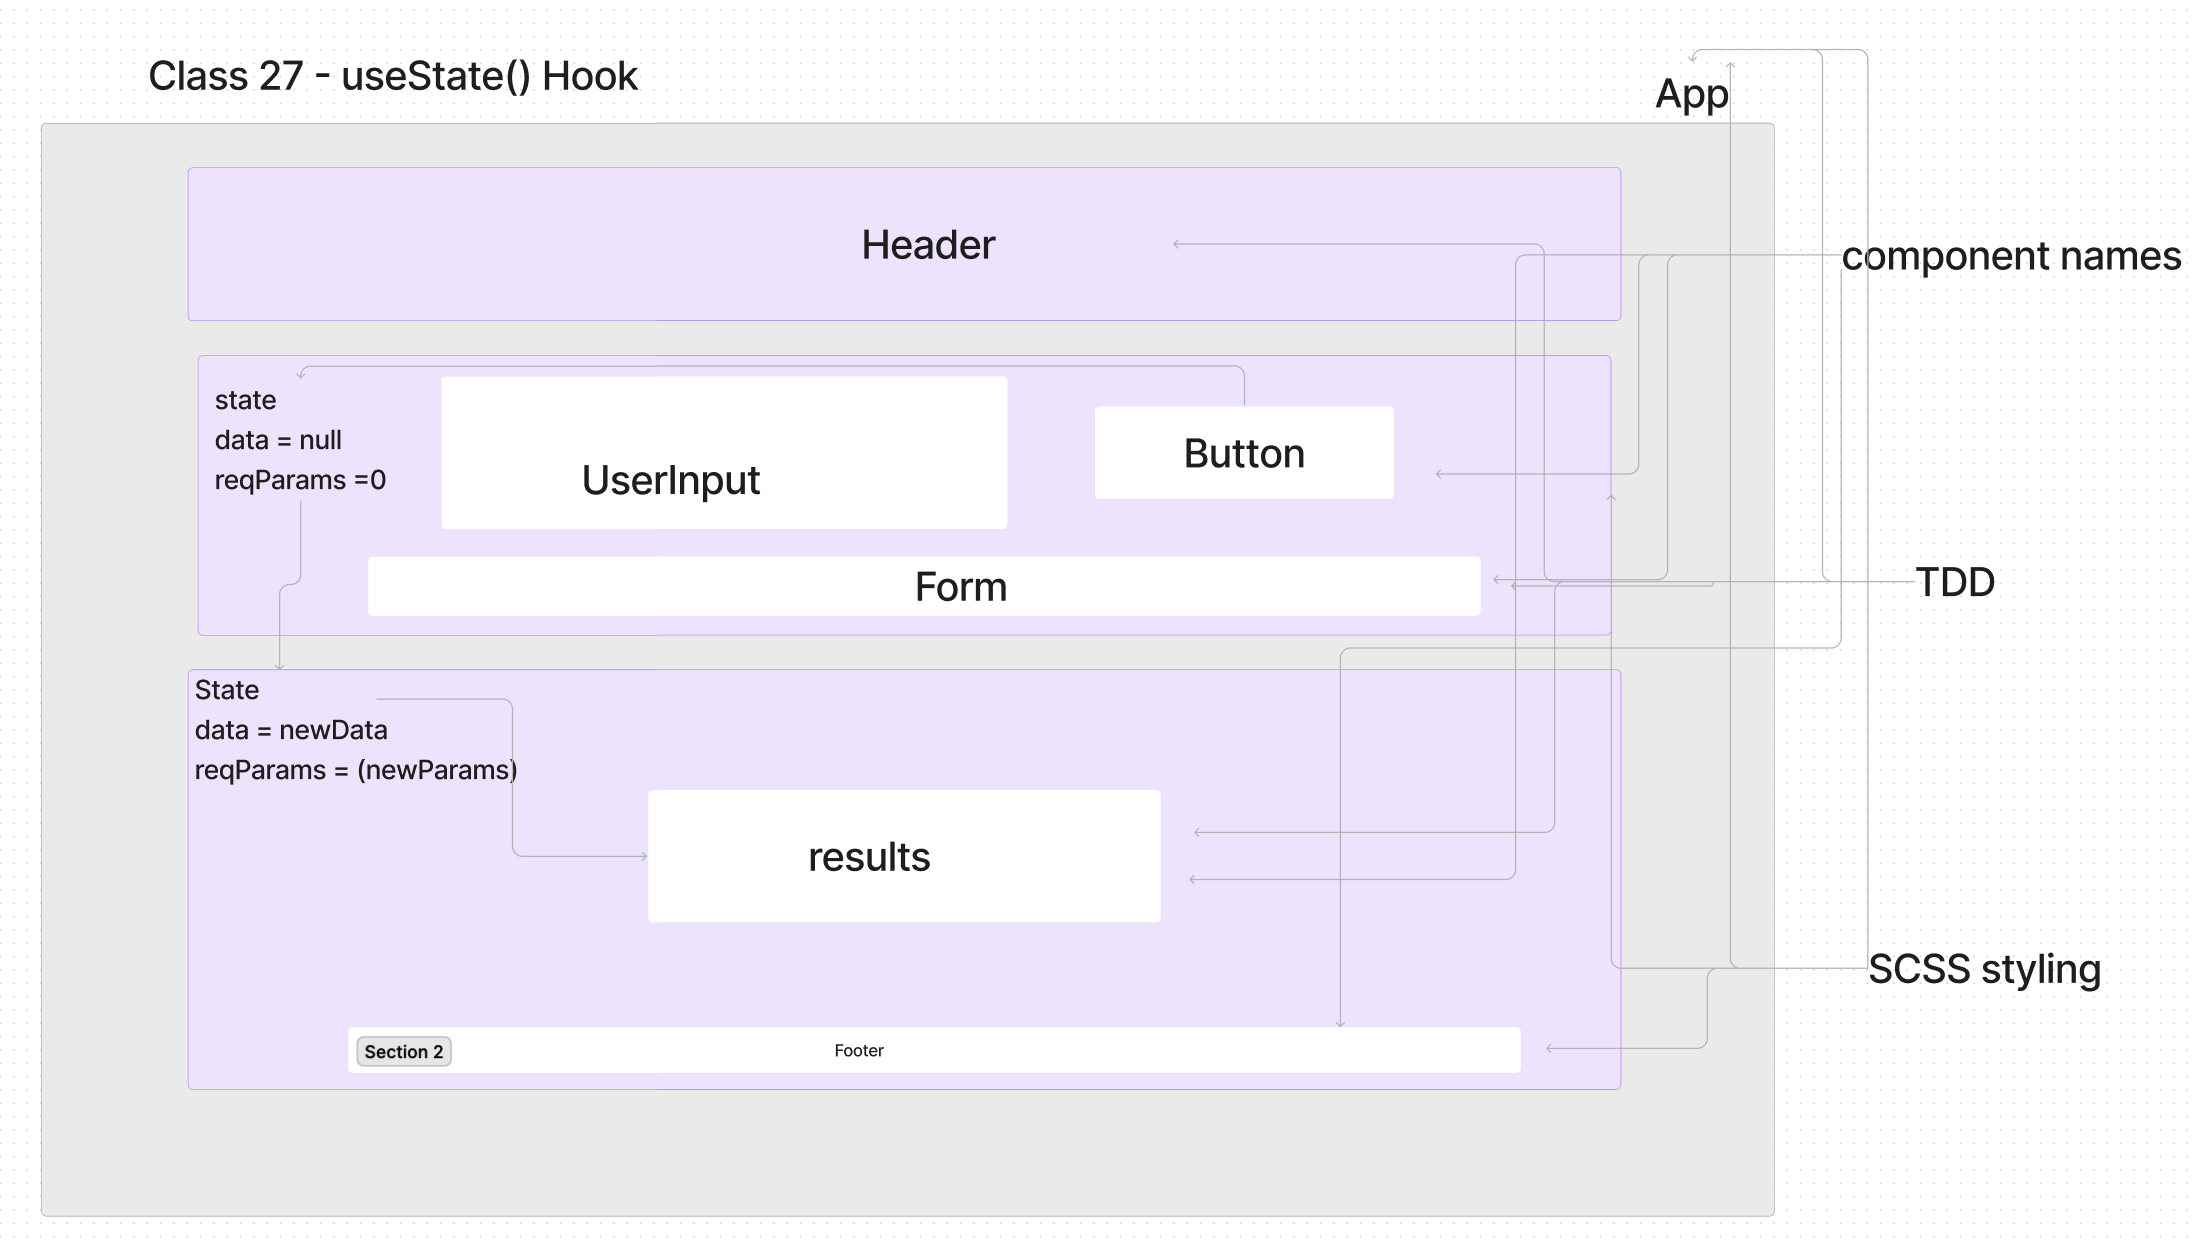 Class 27 - useState() Hook
App
Header
component names
state
data = null
reqParams =0
UserInput
Button
Form
TDD
State
data = newData
reqParams = (newParams)
results
SCSS styling
Section 2
Footer